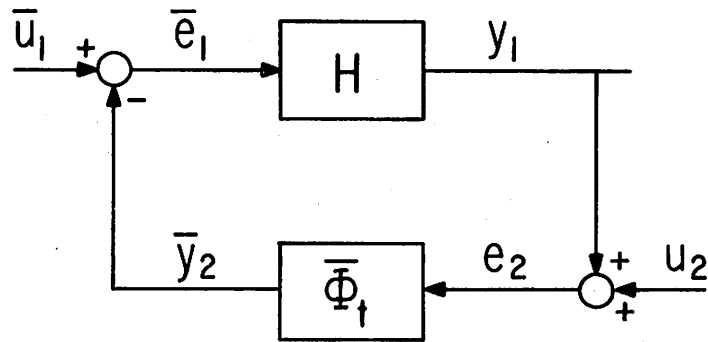 ū₁ + ē₁ H y₁
−
ȳ₂ Φ̄ₜ e₂ + u₂
+